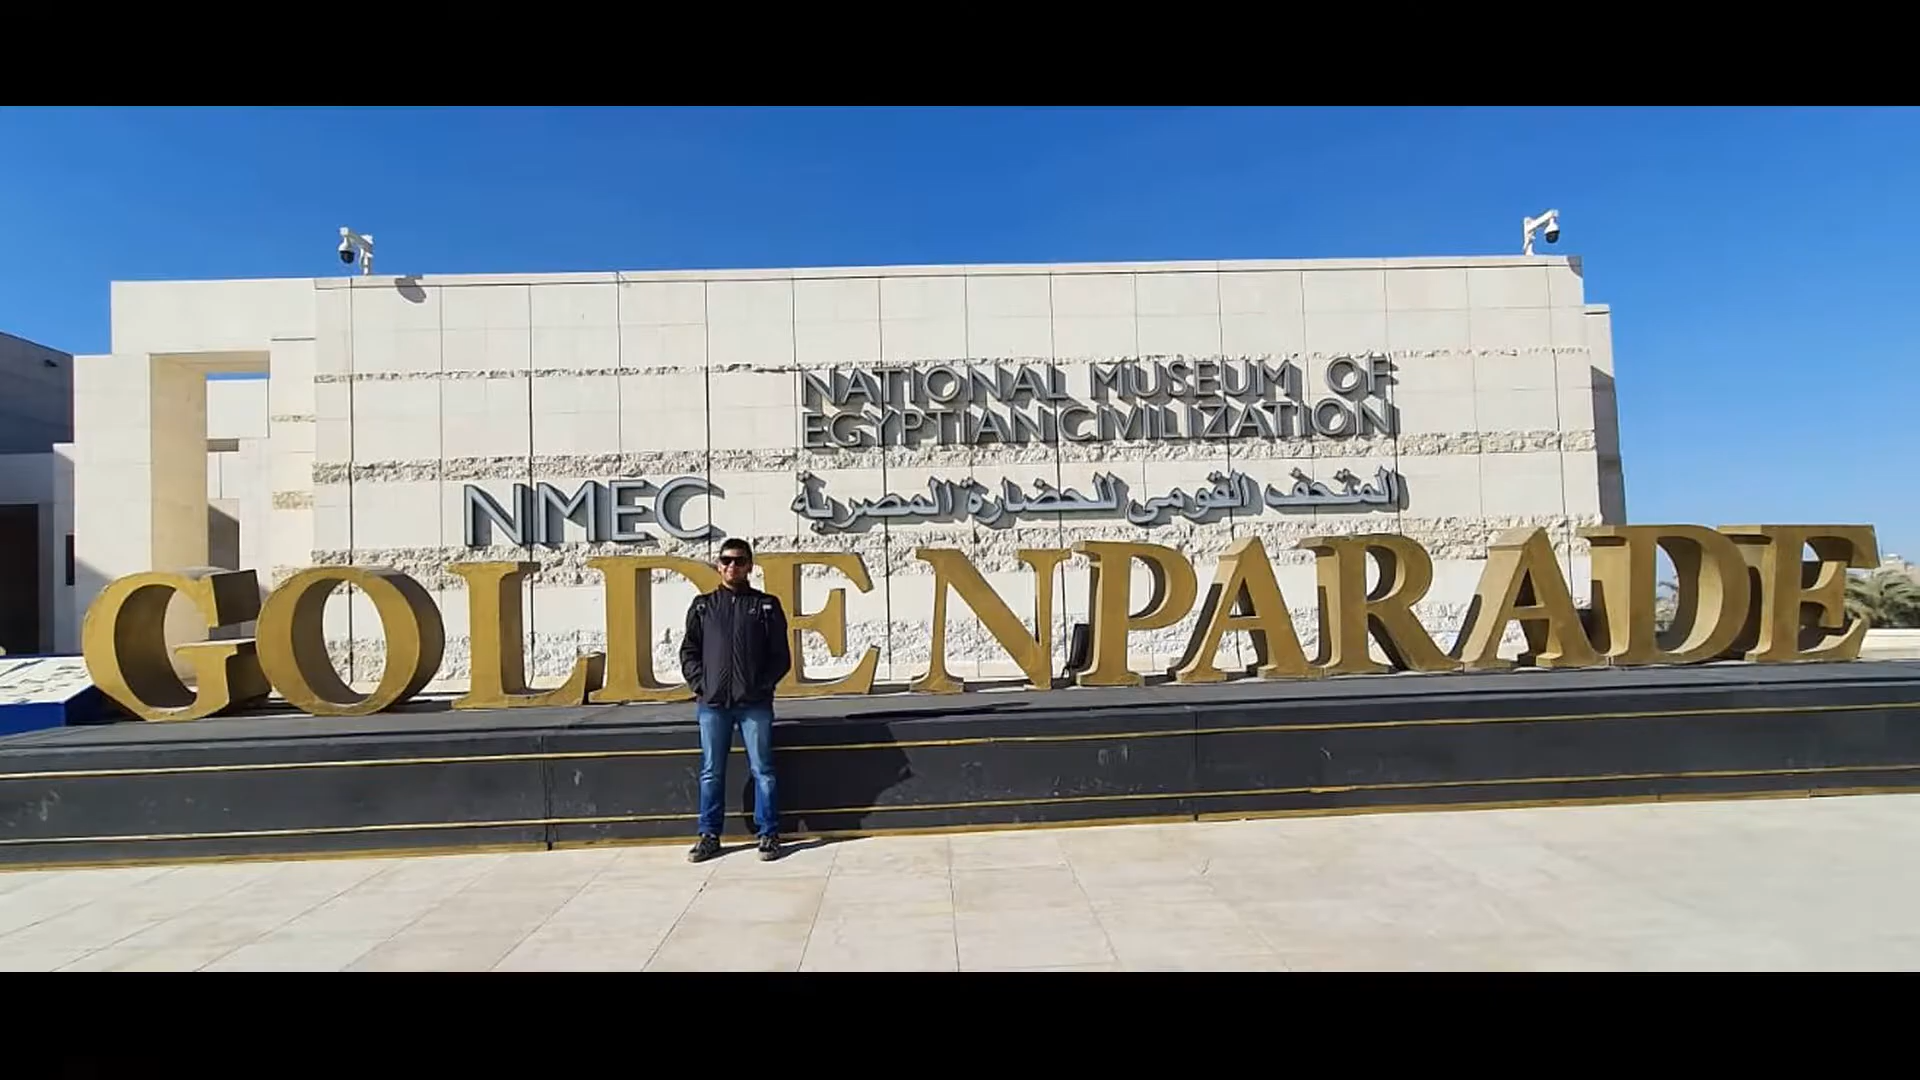 NATIONAL MUSEUM OF
EGYPTIAN CIVILIZATION
NMEC
المتحف القومى للحضارة المصرية
GOLDEN PARADE